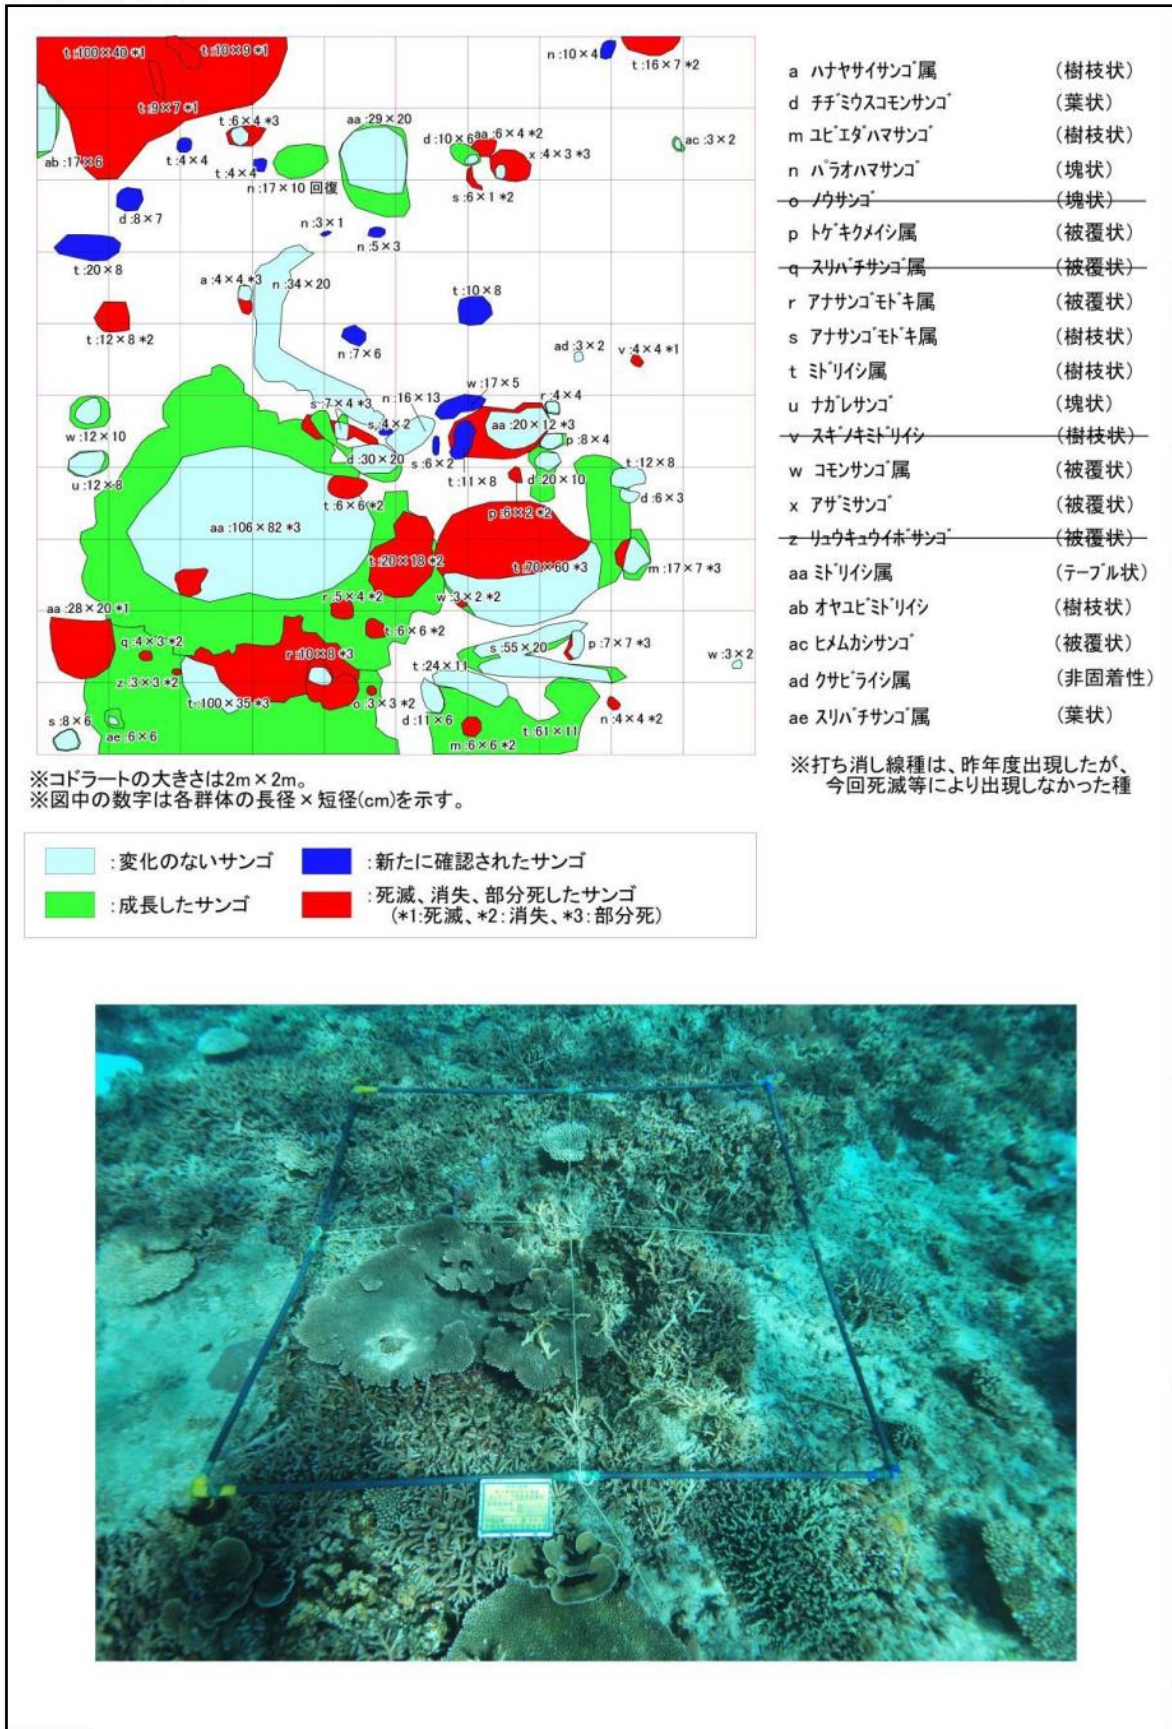 t:100×40 *1
t:10×9 *1
n:10×4
t:16×7 *2
t:9×7 *1
t:6×4 *3
aa:29×20
d:10×6
aa:6×4 *2
ac:3×2
ab:17×6
t:4×4
t:4×4
x:4×3 *3
n:17×10 回復
s:6×1 *2
d:8×7
n:3×1
n:5×3
t:20×8
a:4×4 *3
n:34×20
t:10×8
t:12×8 *2
n:7×6
ad:3×2
v:4×4 *1
w:17×5
n:16×13
r:4×4
s:7×4 *3
s:4×2
aa:20×12 *3
w:12×10
p:8×4
d:30×20
s:6×2
t:12×8
u:12×8
t:11×8
d:20×10
t:6×6 *2
d:6×3
p:6×2 *2
aa:106×82 *3
t:20×18 *2
t:70×60 *3
m:17×7 *3
r:5×4 *2
w:3×2 *2
aa:28×20 *1
t:6×6 *2
q:4×3 *2
r:10×8 *3
s:55×20
p:7×7 *3
w:3×2
t:24×11
z:3×3 *2
t:100×35 *3
o:3×3 *2
n:4×4 *2
s:8×6
d:11×6
ae:6×6
t:61×11
m:6×6 *2
a ハナヤサイサンゴ属 (樹枝状)
d チヂミウスコモンサンゴ (葉状)
m ユビエダハマサンゴ (樹枝状)
n パラオハマサンゴ (塊状)
o ノウサンゴ (塊状)
p トゲキクメイシ属 (被覆状)
q スリバチサンゴ属 (被覆状)
r アナサンゴモドキ属 (被覆状)
s アナサンゴモドキ属 (樹枝状)
t ミドリイシ属 (樹枝状)
u ナガレサンゴ (塊状)
v スギノキミドリイシ (樹枝状)
w コモンサンゴ属 (被覆状)
x アザミサンゴ (被覆状)
z リュウキュウイボサンゴ (被覆状)
aa ミドリイシ属 (テーブル状)
ab オヤユビミドリイシ (樹枝状)
ac ヒメムカシサンゴ (被覆状)
ad クサビライシ属 (非固着性)
ae スリバチサンゴ属 (葉状)
※打ち消し線種は、昨年度出現したが、
今回死滅等により出現しなかった種
※コドラートの大きさは2m×2m。
※図中の数字は各群体の長径×短径(cm)を示す。
:変化のないサンゴ
:新たに確認されたサンゴ
:成長したサンゴ
:死滅、消失、部分死したサンゴ
(*1:死滅、*2:消失、*3:部分死)